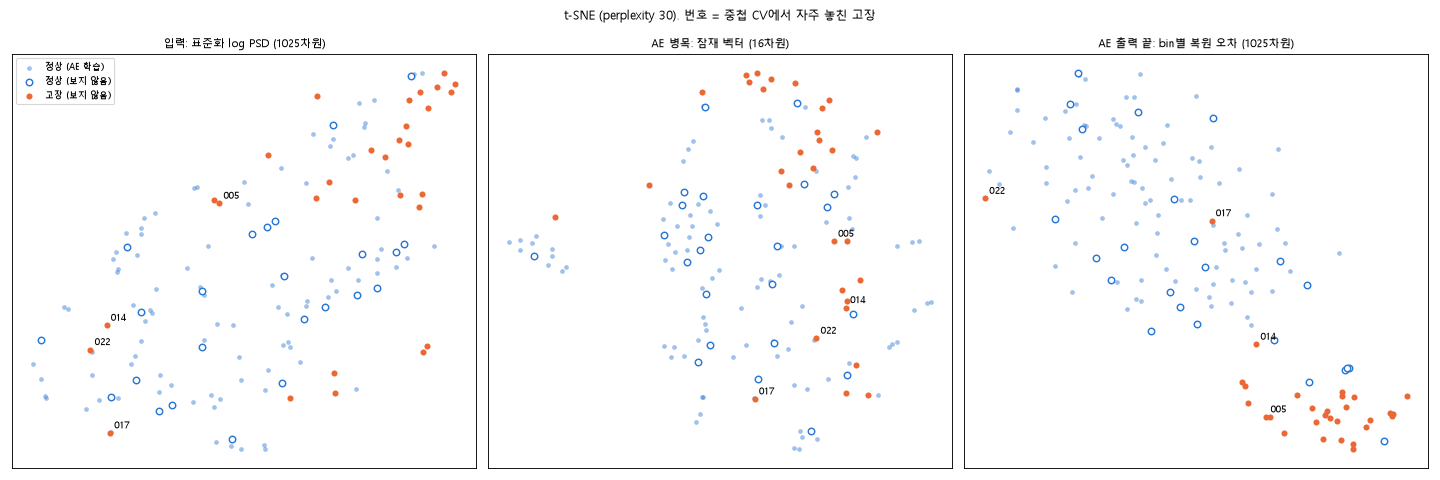 t-SNE (perplexity 30). 번호 = 중첩 CV에서 자주 놓친 고장
입력: 표준화 log PSD (1025차원)
정상 (AE 학습)
정상 (보지 않음)
고장 (보지 않음)
005
014
022
017
AE 병목: 잠재 벡터 (16차원)
005
014
022
017
AE 출력 끝: bin별 복원 오차 (1025차원)
022
017
014
005